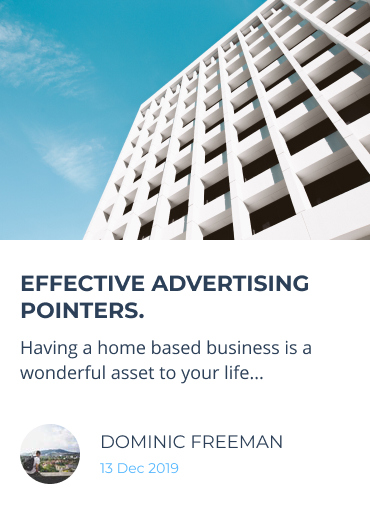 EFFECTIVE ADVERTISING
POINTERS.
Having a home based business is a
wonderful asset to your life...
DOMINIC FREEMAN
13 Dec 2019